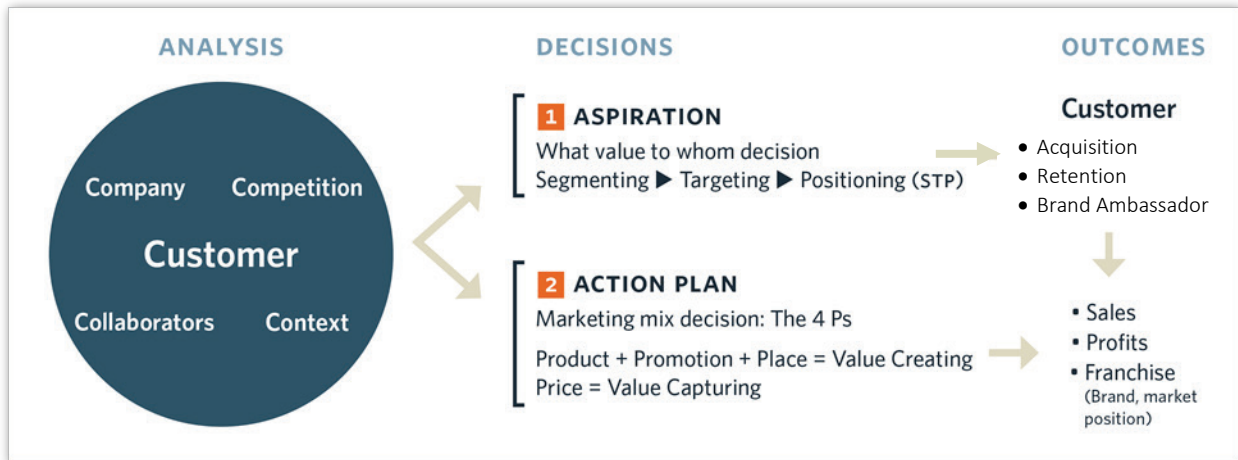 ANALYSIS
Company
Competition
Customer
Collaborators
Context
DECISIONS
1 ASPIRATION
What value to whom decision
Segmenting ▶ Targeting ▶ Positioning (STP)
2 ACTION PLAN
Marketing mix decision: The 4 Ps
Product + Promotion + Place = Value Creating
Price = Value Capturing
OUTCOMES
Customer
• Acquisition
• Retention
• Brand Ambassador
• Sales
• Profits
• Franchise
(Brand, market
position)